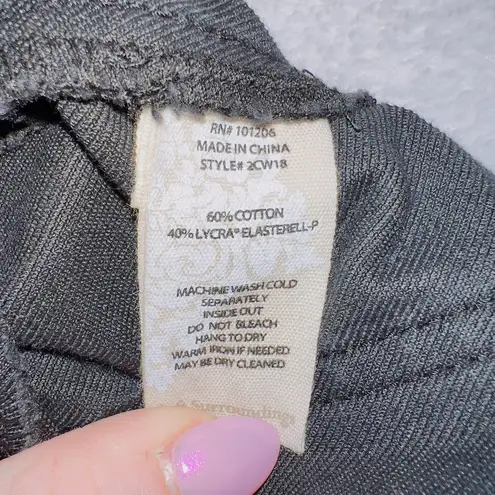 RN# 101206
MADE IN CHINA
STYLE# 2CW18
60% COTTON
40% LYCRA® ELASTERELL-P
MACHINE WASH COLD
SEPARATELY
INSIDE OUT
DO NOT BLEACH
HANG TO DRY
WARM IRON IF NEEDED
MAY BE DRY CLEANED
Surroundings